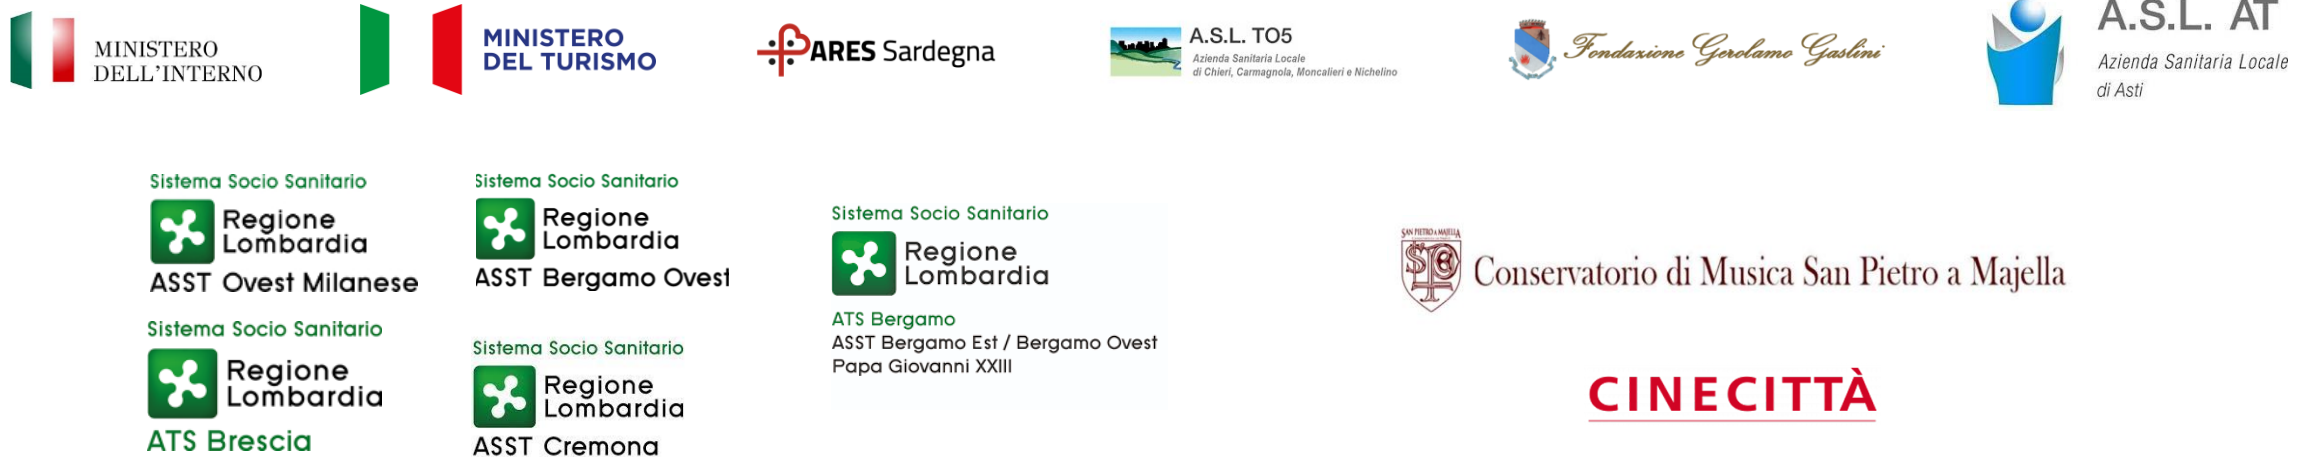 MINISTERO
DELL'INTERNO
MINISTERO
DEL TURISMO
ARES Sardegna
A.S.L. TO5
Azienda Sanitaria Locale
di Chieri, Carmagnola, Moncalieri e Nichelino
Fondazione Gerolamo Gaslini
A.S.L. AT
Azienda Sanitaria Locale
di Asti
Sistema Socio Sanitario
Regione
Lombardia
ASST Ovest Milanese
Sistema Socio Sanitario
Regione
Lombardia
ASST Bergamo Ovest
Sistema Socio Sanitario
Regione
Lombardia
ATS Bergamo
ASST Bergamo Est / Bergamo Ovest
Papa Giovanni XXIII
SAN PIETRO A MAJELLA
Conservatorio di Musica San Pietro a Majella
Sistema Socio Sanitario
Regione
Lombardia
ATS Brescia
Sistema Socio Sanitario
Regione
Lombardia
ASST Cremona
CINECITTÀ